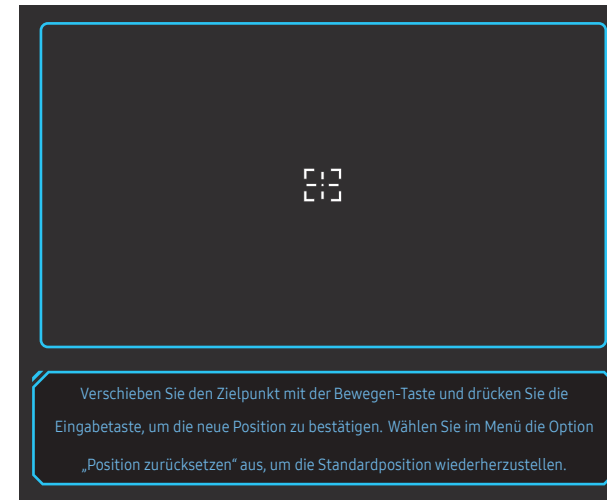 Verschieben Sie den Zielpunkt mit der Bewegen-Taste und drücken Sie die
Eingabetaste, um die neue Position zu bestätigen. Wählen Sie im Menü die Option
„Position zurücksetzen“ aus, um die Standardposition wiederherzustellen.